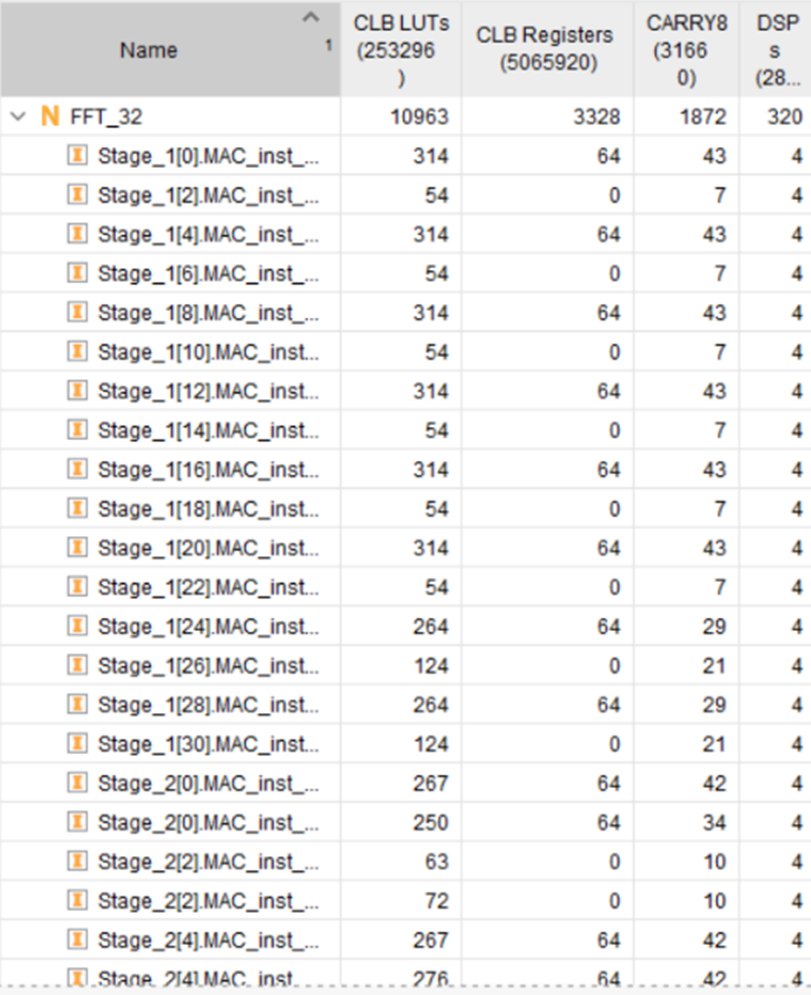 Name 1 CLB LUTs (253296 ) CLB Registers (5065920) CARRY8 (3166 0) DSP s (28...
N FFT_32 10963 3328 1872 320
I Stage_1[0].MAC_inst_... 314 64 43 4
I Stage_1[2].MAC_inst_... 54 0 7 4
I Stage_1[4].MAC_inst_... 314 64 43 4
I Stage_1[6].MAC_inst_... 54 0 7 4
I Stage_1[8].MAC_inst_... 314 64 43 4
I Stage_1[10].MAC_inst... 54 0 7 4
I Stage_1[12].MAC_inst... 314 64 43 4
I Stage_1[14].MAC_inst... 54 0 7 4
I Stage_1[16].MAC_inst... 314 64 43 4
I Stage_1[18].MAC_inst... 54 0 7 4
I Stage_1[20].MAC_inst... 314 64 43 4
I Stage_1[22].MAC_inst... 54 0 7 4
I Stage_1[24].MAC_inst... 264 64 29 4
I Stage_1[26].MAC_inst... 124 0 21 4
I Stage_1[28].MAC_inst... 264 64 29 4
I Stage_1[30].MAC_inst... 124 0 21 4
I Stage_2[0].MAC_inst_... 267 64 42 4
I Stage_2[0].MAC_inst_... 250 64 34 4
I Stage_2[2].MAC_inst_... 63 0 10 4
I Stage_2[2].MAC_inst_... 72 0 10 4
I Stage_2[4].MAC_inst_... 267 64 42 4
I Stage_2[4].MAC_inst 276 64 42 4